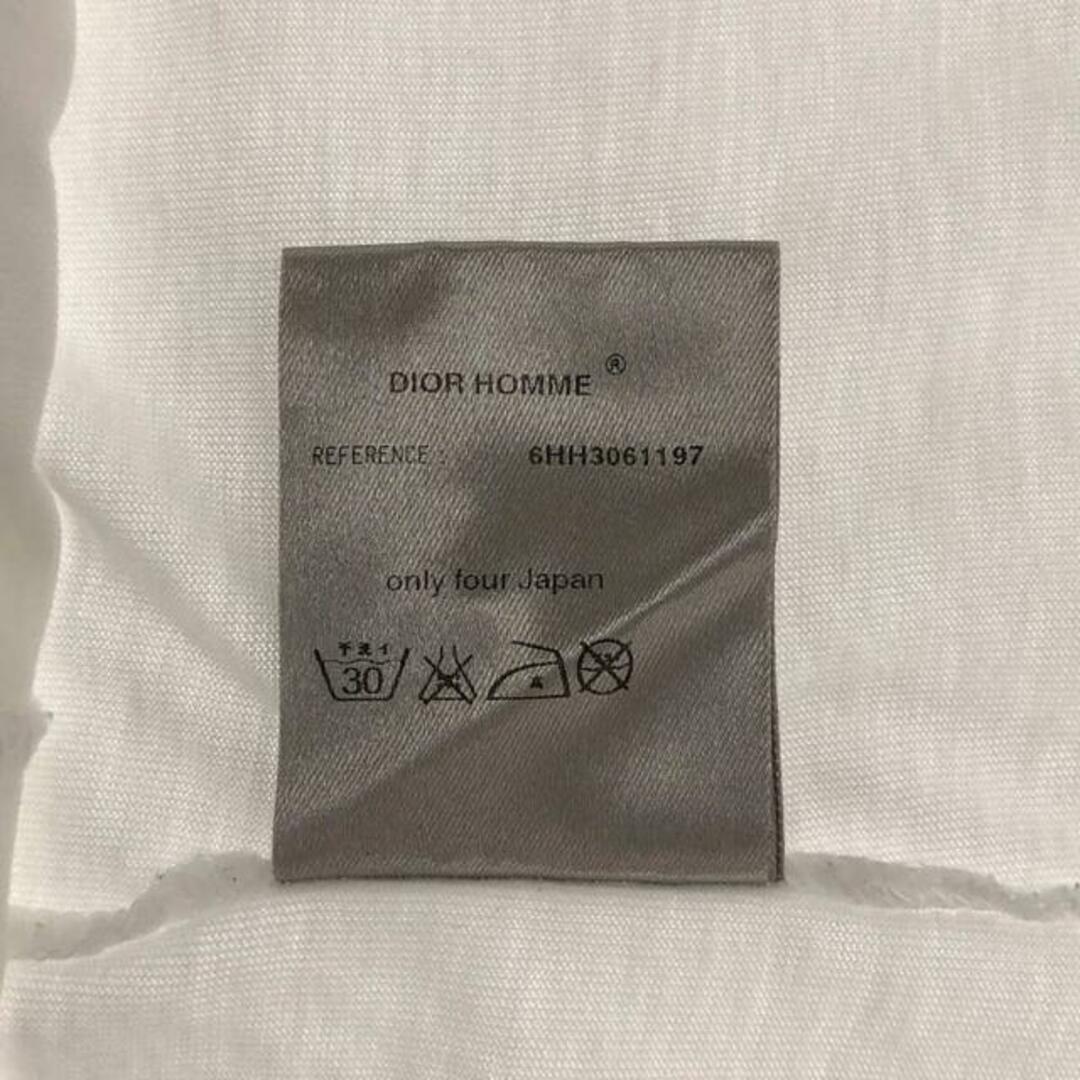 DIOR HOMME ®
REFERENCE : 6HH3061197
only four Japan
手洗イ
30